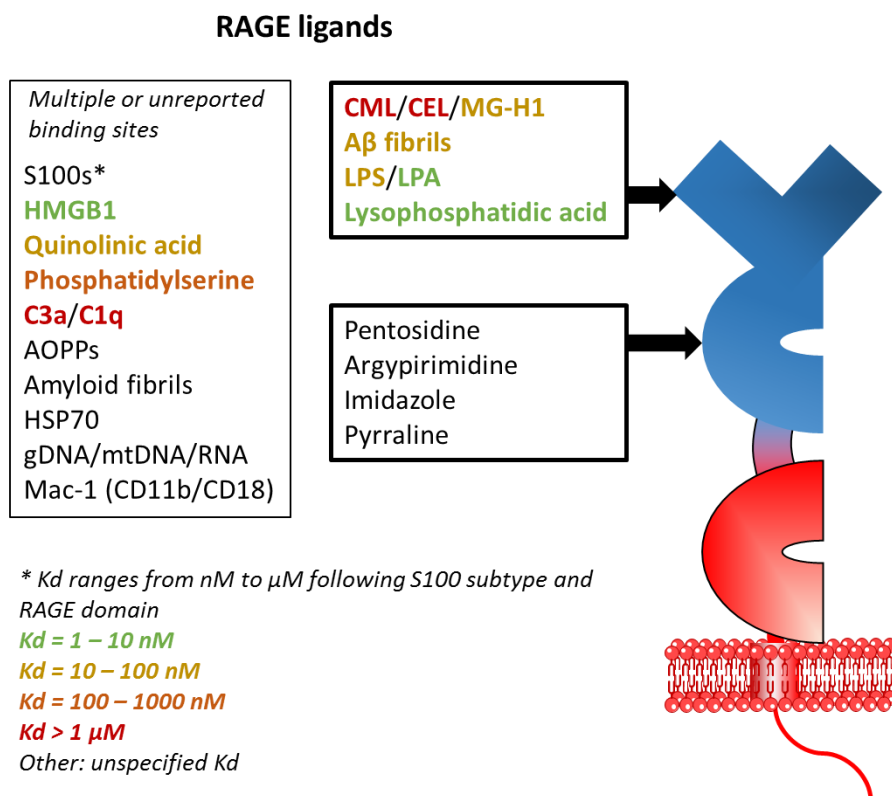 RAGE ligands
Multiple or unreported
binding sites
S100s*
HMGB1
Quinolinic acid
Phosphatidylserine
C3a/C1q
AOPPs
Amyloid fibrils
HSP70
gDNA/mtDNA/RNA
Mac-1 (CD11b/CD18)
CML/CEL/MG-H1
Aβ fibrils
LPS/LPA
Lysophosphatidic acid
Pentosidine
Argypirimidine
Imidazole
Pyrraline
* Kd ranges from nM to µM following S100 subtype and
RAGE domain
Kd = 1 – 10 nM
Kd = 10 – 100 nM
Kd = 100 – 1000 nM
Kd > 1 µM
Other: unspecified Kd